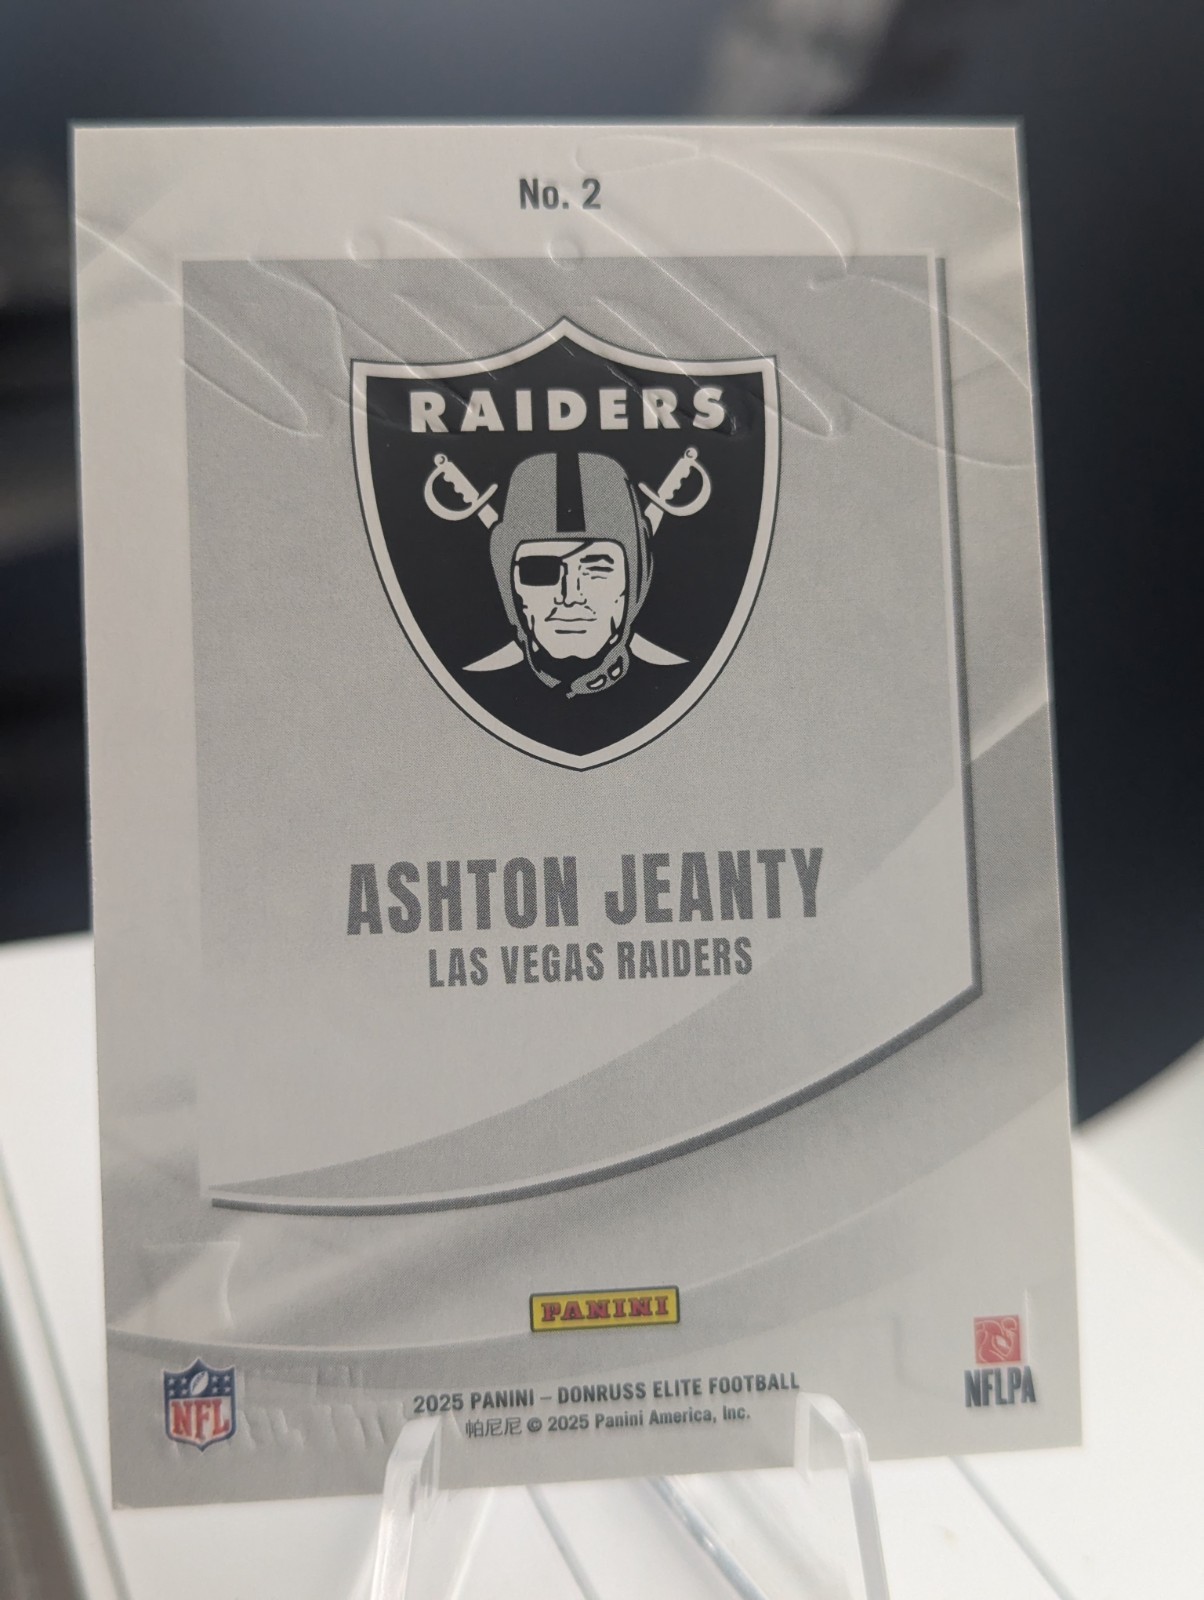 No. 2
RAIDERS
ASHTON JEANTY
LAS VEGAS RAIDERS
PANINI
2025 PANINI – DONRUSS ELITE FOOTBALL
帕尼尼 © 2025 Panini America, Inc.
NFL
NFLPA